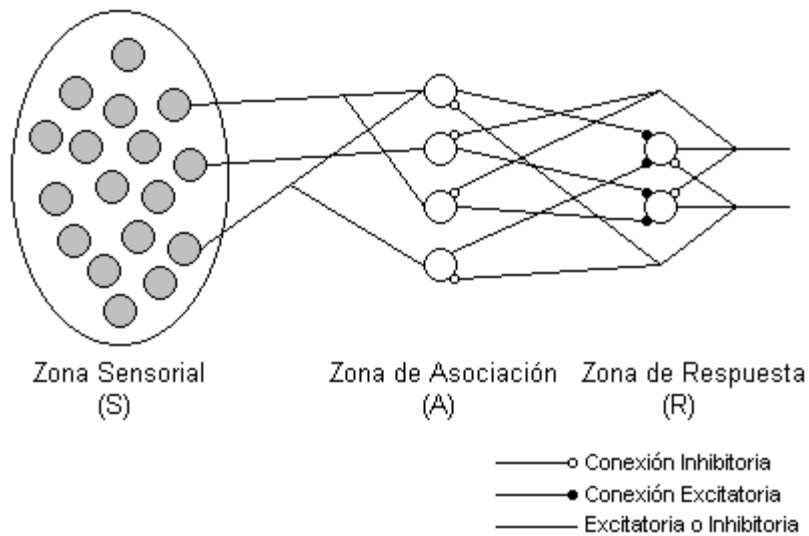 Zona Sensorial
(S)
Zona de Asociación
(A)
Zona de Respuesta
(R)
Conexión Inhibitoria
Conexión Excitatoria
Excitatoria o Inhibitoria